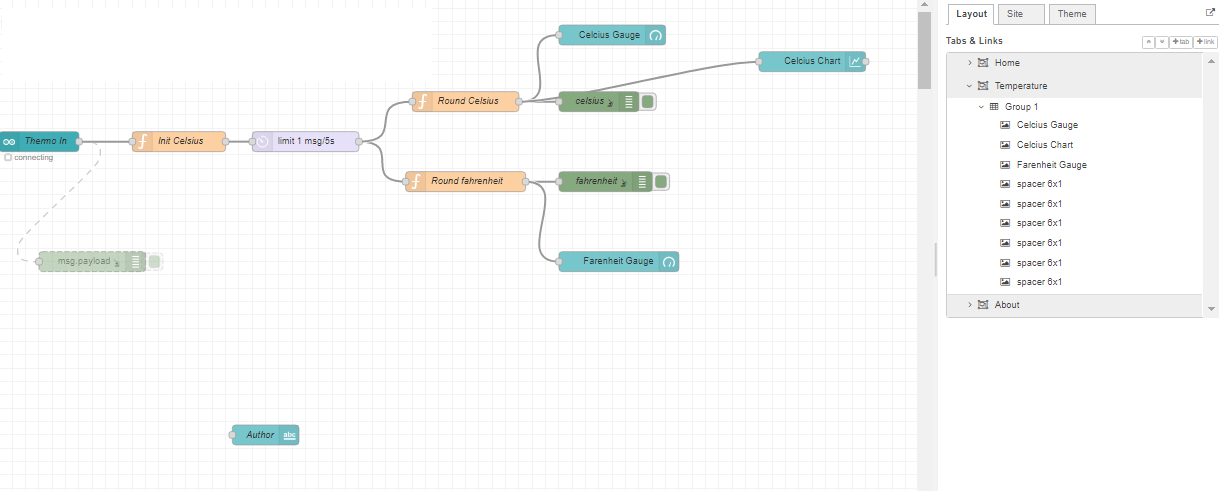 Celcius Gauge
Celcius Chart
Round Celsius
celsius
Thermo In
connecting
Init Celsius
limit 1 msg/5s
Round fahrenheit
fahrenheit
msg.payload
Farenheit Gauge
Author
abc
Layout
Site
Theme
Tabs & Links
tab
link
Home
Temperature
Group 1
Celcius Gauge
Celcius Chart
Farenheit Gauge
spacer 6x1
spacer 6x1
spacer 6x1
spacer 6x1
spacer 6x1
spacer 6x1
About